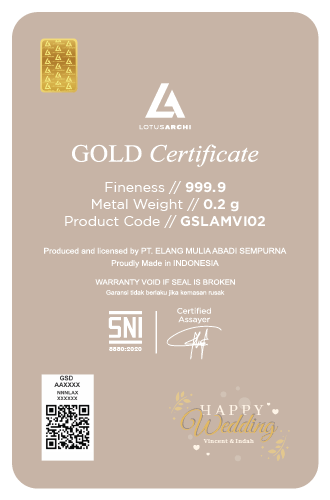 LOTUSARCHI
GOLD Certificate
Fineness // 999.9
Metal Weight // 0.2 g
Product Code // GSLAMVI02
Produced and licensed by PT. ELANG MULIA ABADI SEMPURNA
Proudly Made in INDONESIA
WARRANTY VOID IF SEAL IS BROKEN
Garansi tidak berlaku jika kemasan rusak
SNI
8880:2020
Certified
Assayer
GSD
AAXXXX
NNNLAX
XXXXXX
HAPPY
Wedding
Vincent & Indah